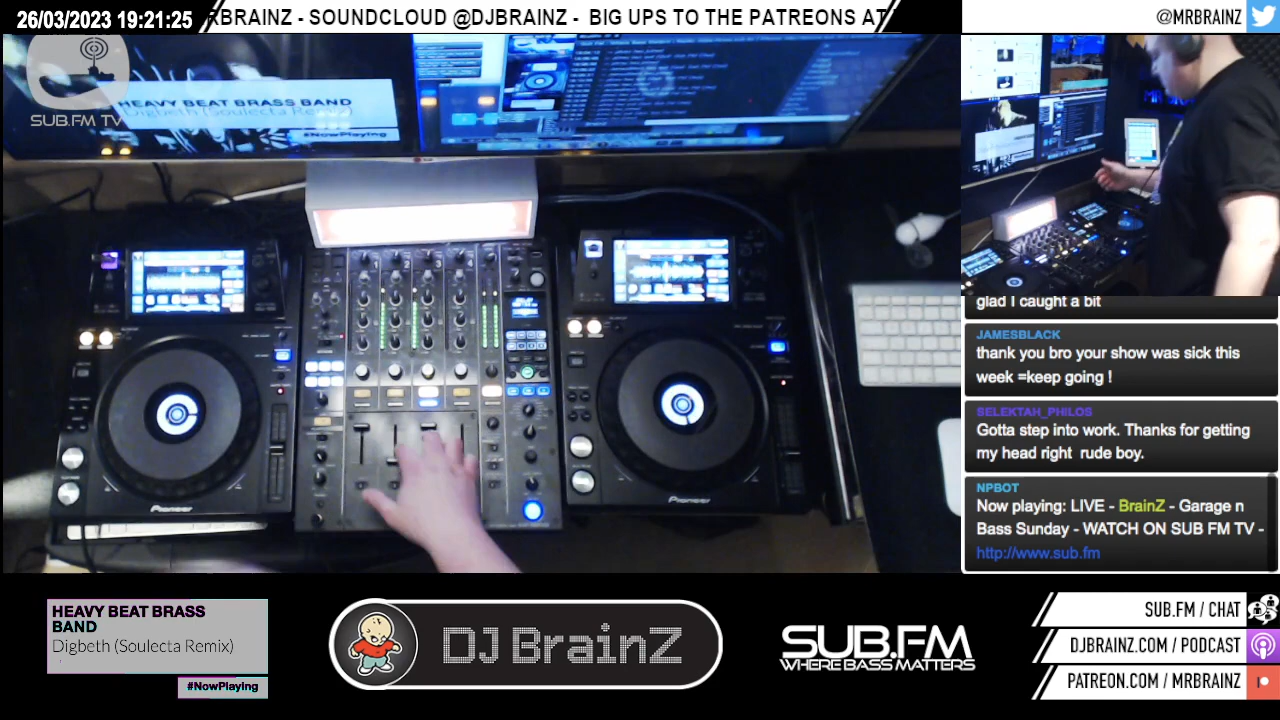 26/03/2023 19:21:25
RBRAINZ - SOUNDCLOUD @DJBRAINZ - BIG UPS TO THE PATREONS AT
@MRBRAINZ
SUB.FM TV
HEAVY BEAT BRASS BAND
Digbeth (Soulecta Remix)
#NowPlaying
glad I caught a bit
JAMESBLACK
thank you bro your show was sick this
week =keep going !
SELEKTAH_PHILOS
Gotta step into work. Thanks for getting
my head right rude boy.
NPBOT
Now playing: LIVE - BrainZ - Garage n
Bass Sunday - WATCH ON SUB FM TV -
http://www.sub.fm
Pioneer
Pioneer
HEAVY BEAT BRASS
BAND
Digbeth (Soulecta Remix)
#NowPlaying
DJ BrainZ
SUB.FM
WHERE BASS MATTERS
SUB.FM / CHAT
DJBRAINZ.COM / PODCAST
PATREON.COM / MRBRAINZ